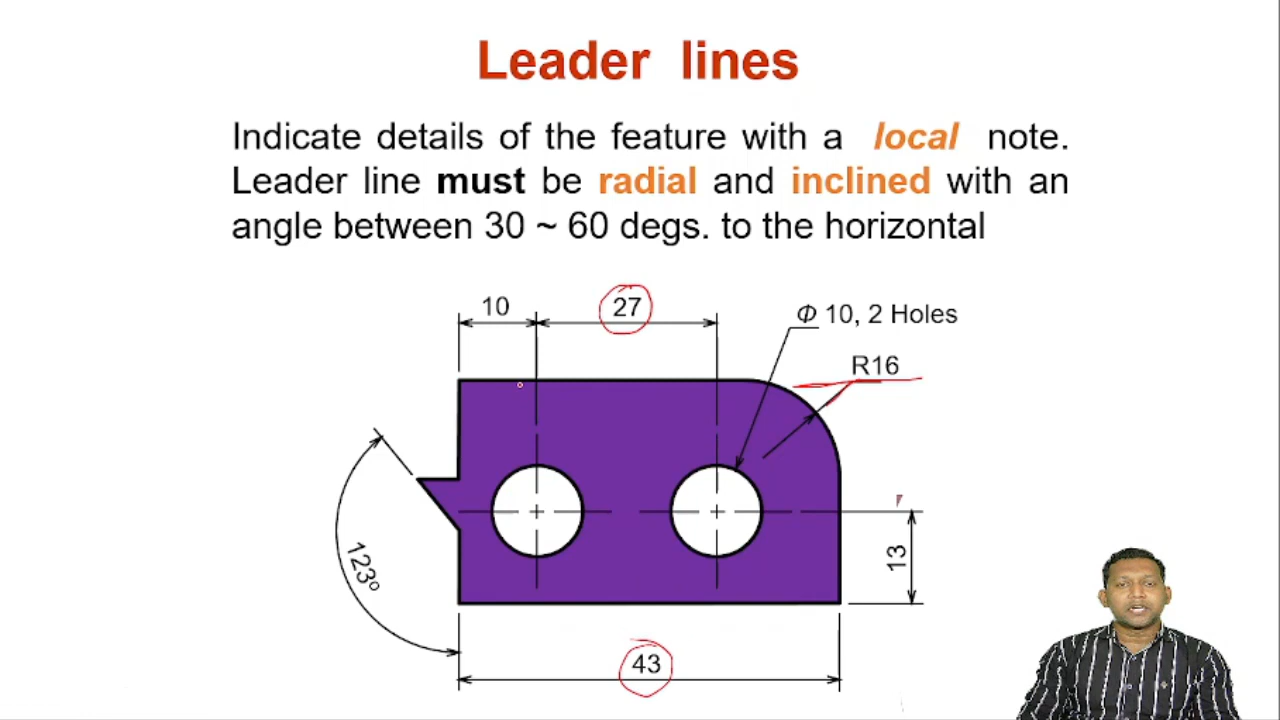 Leader lines
Indicate details of the feature with a local note.
Leader line must be radial and inclined with an
angle between 30 ~ 60 degs. to the horizontal
10
27
Φ 10, 2 Holes
R16
123º
13
43